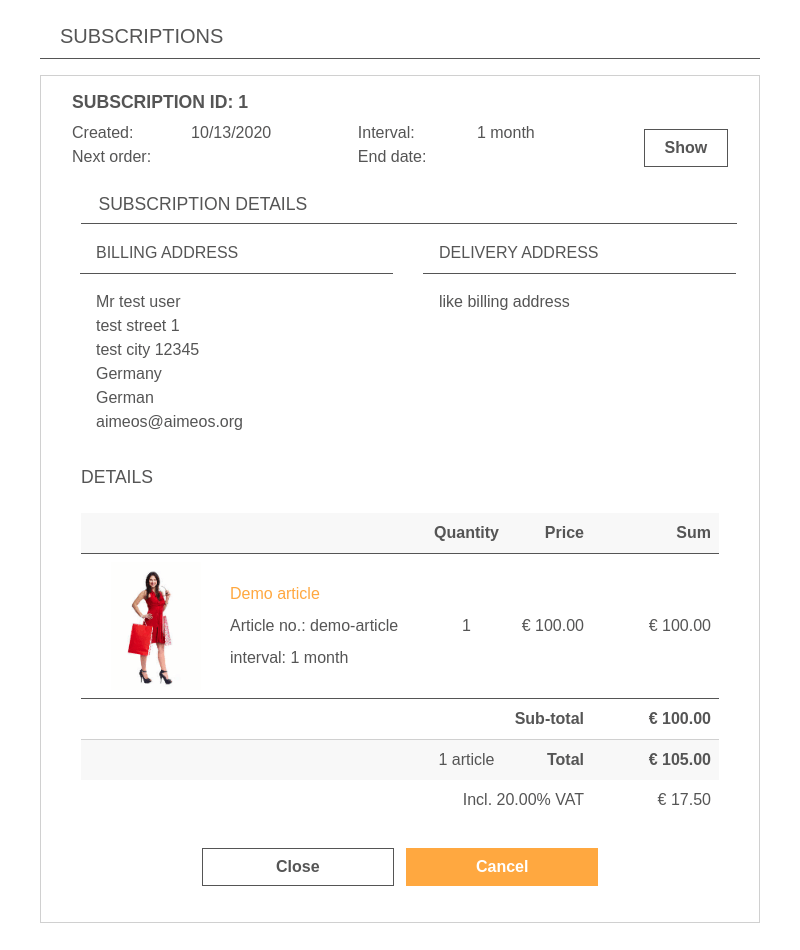 SUBSCRIPTIONS
SUBSCRIPTION ID: 1
Created: 10/13/2020 Interval: 1 month
Next order: End date:
Show
SUBSCRIPTION DETAILS
BILLING ADDRESS
Mr test user
test street 1
test city 12345
Germany
German
aimeos@aimeos.org
DELIVERY ADDRESS
like billing address
DETAILS
Quantity Price Sum
Demo article
Article no.: demo-article 1 € 100.00 € 100.00
interval: 1 month
Sub-total € 100.00
1 article Total € 105.00
Incl. 20.00% VAT € 17.50
Close Cancel